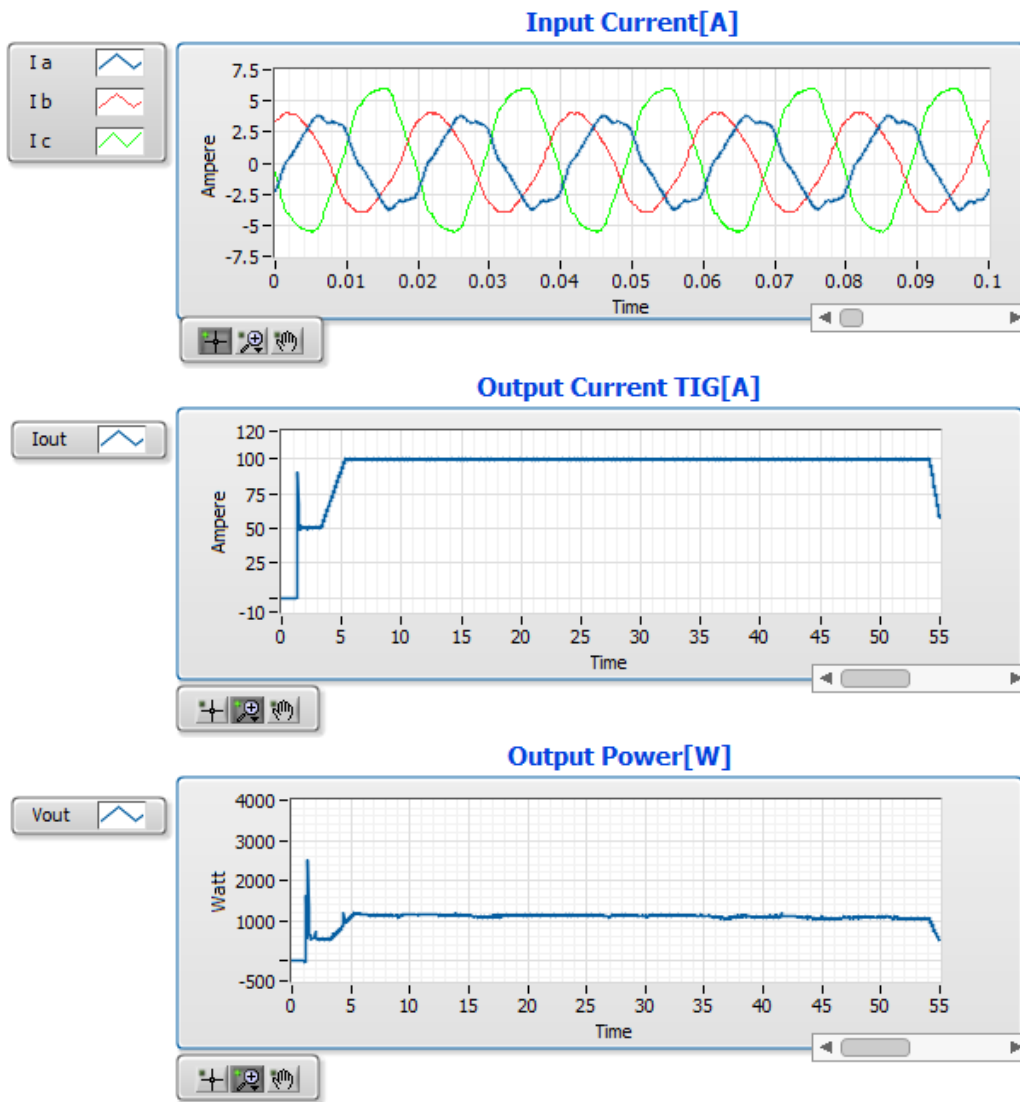 Input Current[A]
Ia
Ib
Ic
Ampere
7.5
5
2.5
0
-2.5
-5
-7.5
0 0.01 0.02 0.03 0.04 0.05 0.06 0.07 0.08 0.09 0.1
Time
Output Current TIG[A]
Iout
Ampere
120
100
75
50
25
-10
0 5 10 15 20 25 30 35 40 45 50 55
Time
Output Power[W]
Vout
Watt
4000
3000
2000
1000
-500
0 5 10 15 20 25 30 35 40 45 50 55
Time